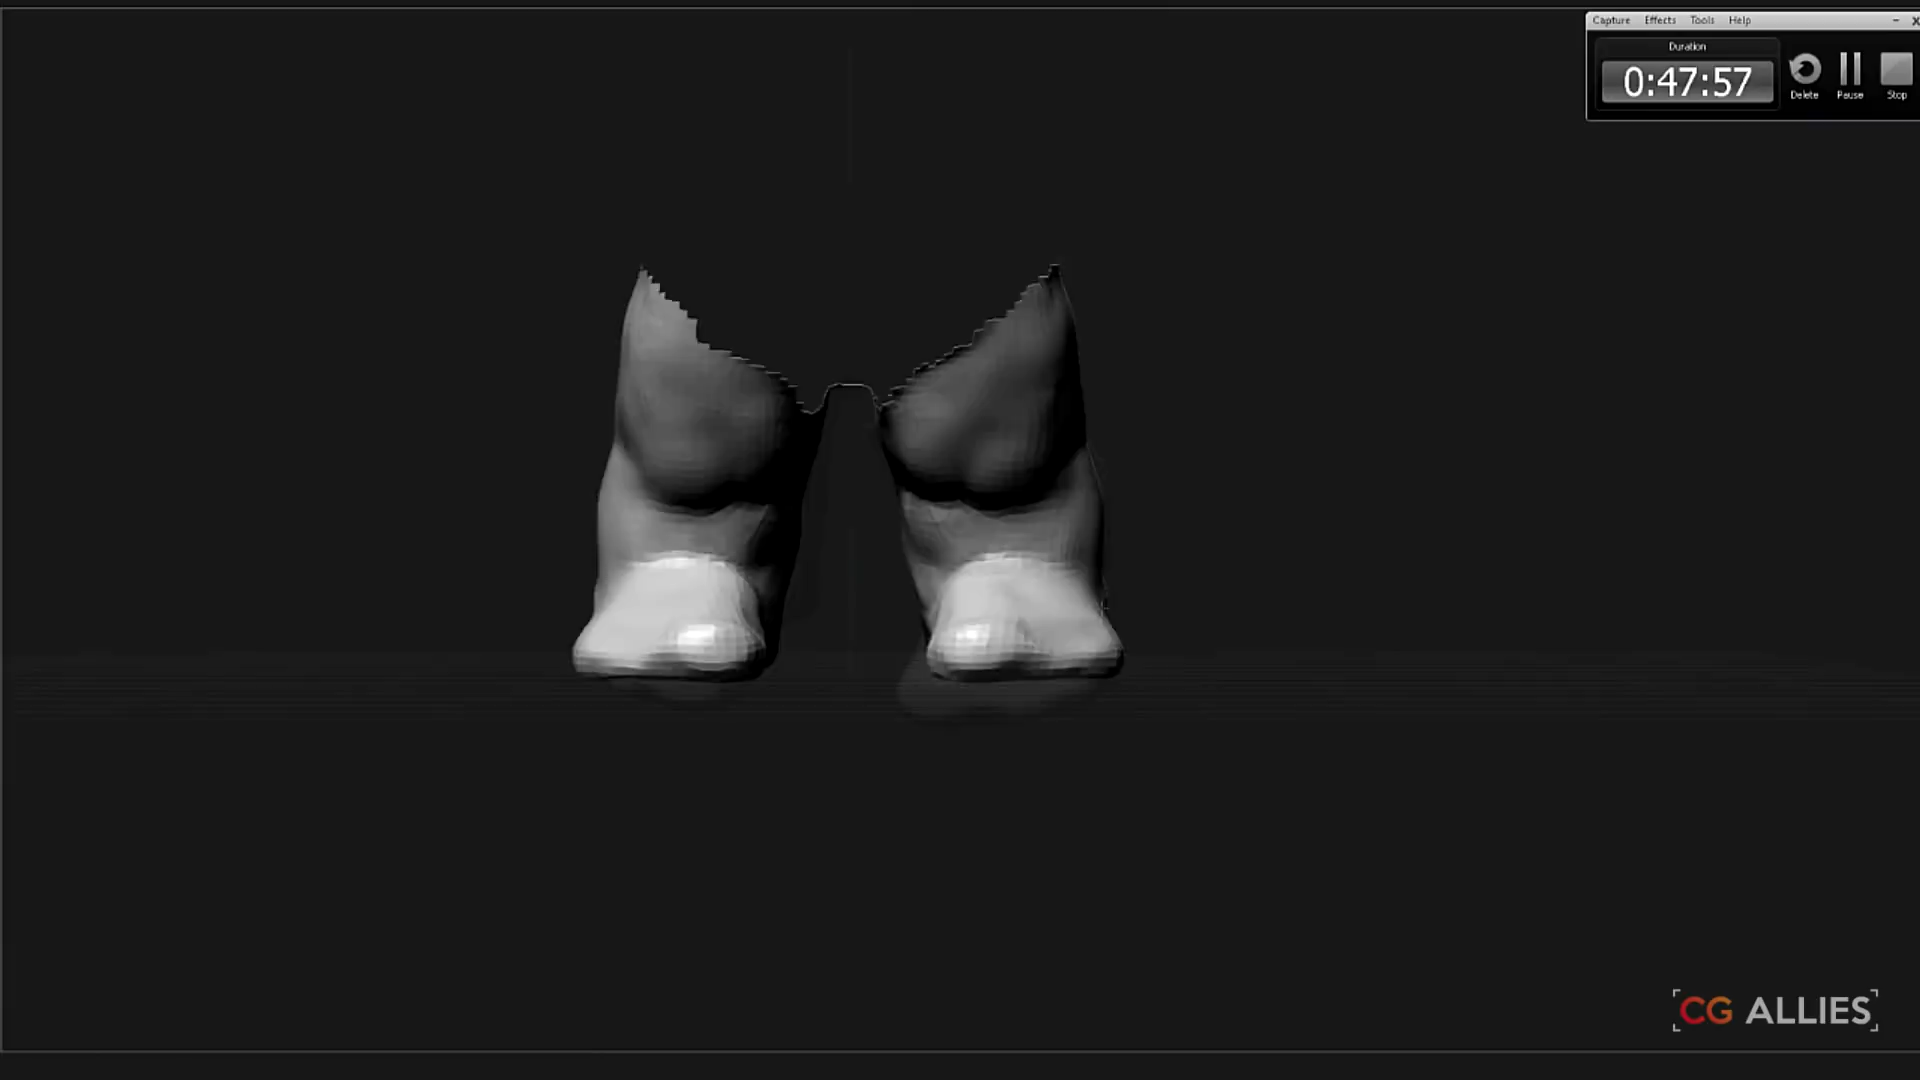 Capture Effects Tools Help
Duration
0:47:57
Delete Pause Stop
CG ALLIES